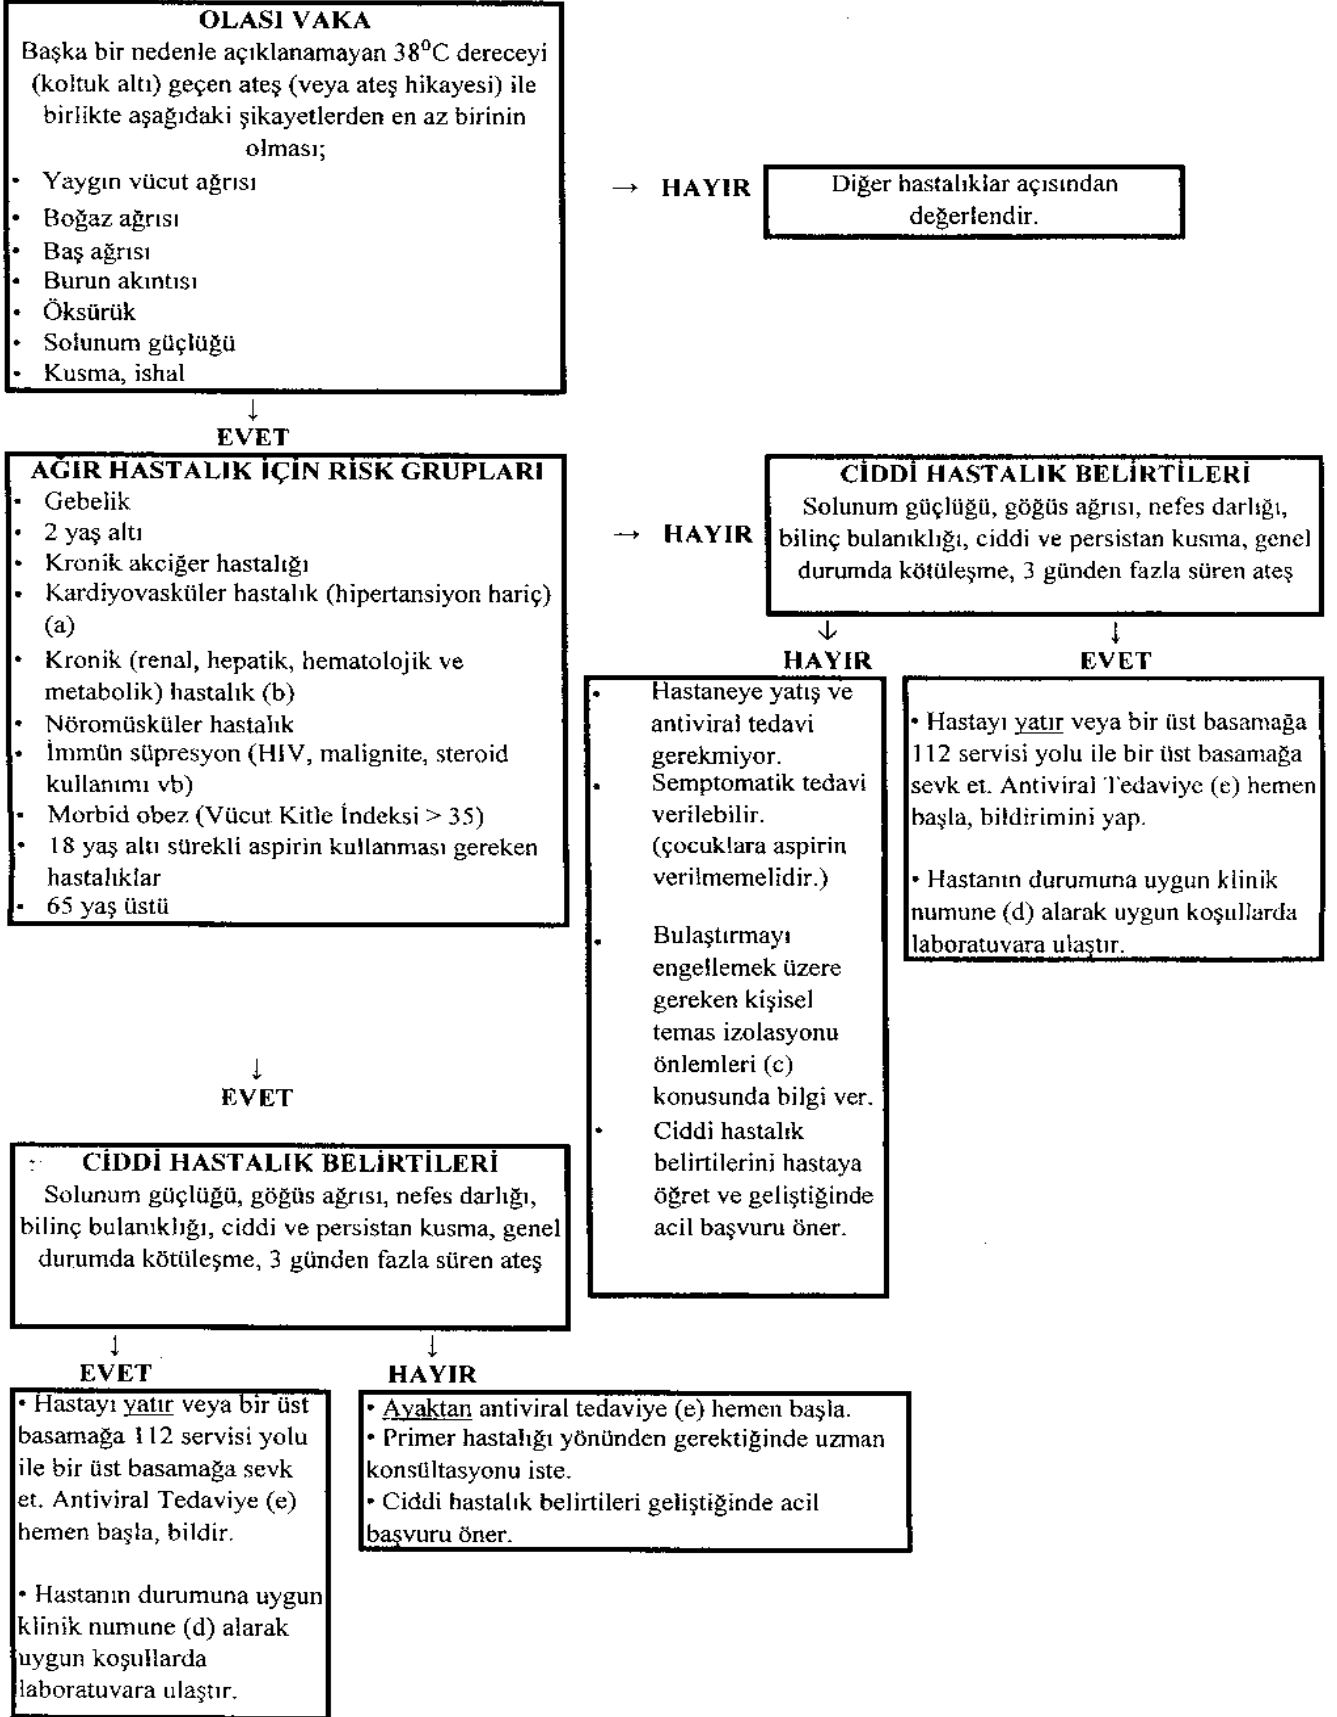 OLASI VAKA
Başka bir nedenle açıklanamayan 38⁰C dereceyi
(koltuk altı) geçen ateş (veya ateş hikayesi) ile
birlikte aşağıdaki şikayetlerden en az birinin
olması;
• Yaygın vücut ağrısı
• Boğaz ağrısı
• Baş ağrısı
• Burun akıntısı
• Öksürük
• Solunum güçlüğü
• Kusma, ishal
→ HAYIR
Diğer hastalıklar açısından
değerlendir.
↓
EVET
AĞIR HASTALIK İÇİN RİSK GRUPLARI
• Gebelik
• 2 yaş altı
• Kronik akciğer hastalığı
• Kardiyovasküler hastalık (hipertansiyon hariç)
(a)
• Kronik (renal, hepatik, hematolojik ve
metabolik) hastalık (b)
• Nöromüsküler hastalık
• İmmün süpresyon (HIV, malignite, steroid
kullanımı vb)
• Morbid obez (Vücut Kitle İndeksi > 35)
• 18 yaş altı sürekli aspirin kullanması gereken
hastalıklar
• 65 yaş üstü
→ HAYIR
CİDDİ HASTALIK BELİRTİLERİ
Solunum güçlüğü, göğüs ağrısı, nefes darlığı,
bilinç bulanıklığı, ciddi ve persistan kusma, genel
durumda kötüleşme, 3 günden fazla süren ateş
↓
HAYIR
• Hastaneye yatış ve
antiviral tedavi
gerekmiyor.
• Semptomatik tedavi
verilebilir.
(çocuklara aspirin
verilmemelidir.)
• Bulaştırmayı
engellemek üzere
gereken kişisel
temas izolasyonu
önlemleri (c)
konusunda bilgi ver.
• Ciddi hastalık
belirtilerini hastaya
öğret ve geliştiğinde
acil başvuru öner.
↓
EVET
• Hastayı yatır veya bir üst basamağa
112 servisi yolu ile bir üst basamağa
sevk et. Antiviral Tedaviye (e) hemen
başla, bildirimini yap.
• Hastanın durumuna uygun klinik
numune (d) alarak uygun koşullarda
laboratuvara ulaştır.
↓
EVET
CİDDİ HASTALIK BELİRTİLERİ
Solunum güçlüğü, göğüs ağrısı, nefes darlığı,
bilinç bulanıklığı, ciddi ve persistan kusma, genel
durumda kötüleşme, 3 günden fazla süren ateş
↓
EVET
• Hastayı yatır veya bir üst
basamağa 112 servisi yolu
ile bir üst basamağa sevk
et. Antiviral Tedaviye (e)
hemen başla, bildir.
• Hastanın durumuna uygun
klinik numune (d) alarak
uygun koşullarda
laboratuvara ulaştır.
↓
HAYIR
• Ayaktan antiviral tedaviye (e) hemen başla.
• Primer hastalığı yönünden gerektiğinde uzman
konsültasyonu iste.
• Ciddi hastalık belirtileri geliştiğinde acil
başvuru öner.